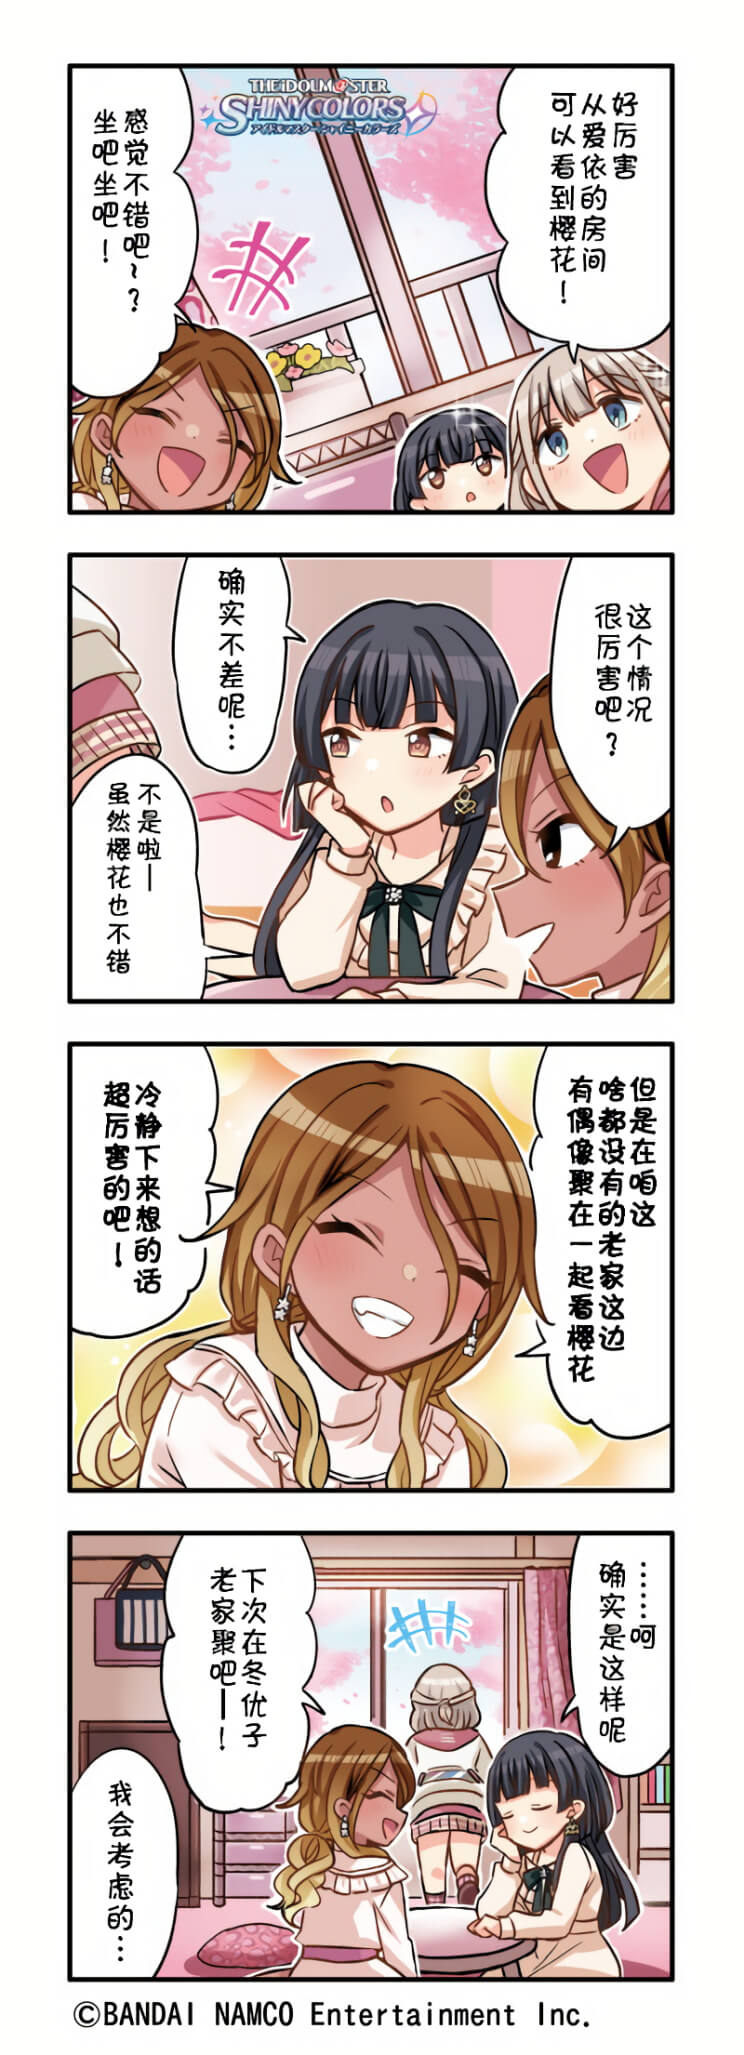 THE iDOLM@STER
SHINYCOLORS
アイドルマスターシャイニーカラーズ
好厉害
从爱依的房间
可以看到樱花！
感觉不错吧~？
坐吧坐吧！
这个情况
很厉害吧？
确实不差呢…
不是啦—
虽然樱花也不错
但是在咱这
啥都没有的老家这边
有偶像聚在一起看樱花
冷静下来想的话
超厉害的吧！
……呵
确实是这样呢
下次在冬优子
老家聚吧—！
我会考虑的…
©BANDAI NAMCO Entertainment Inc.